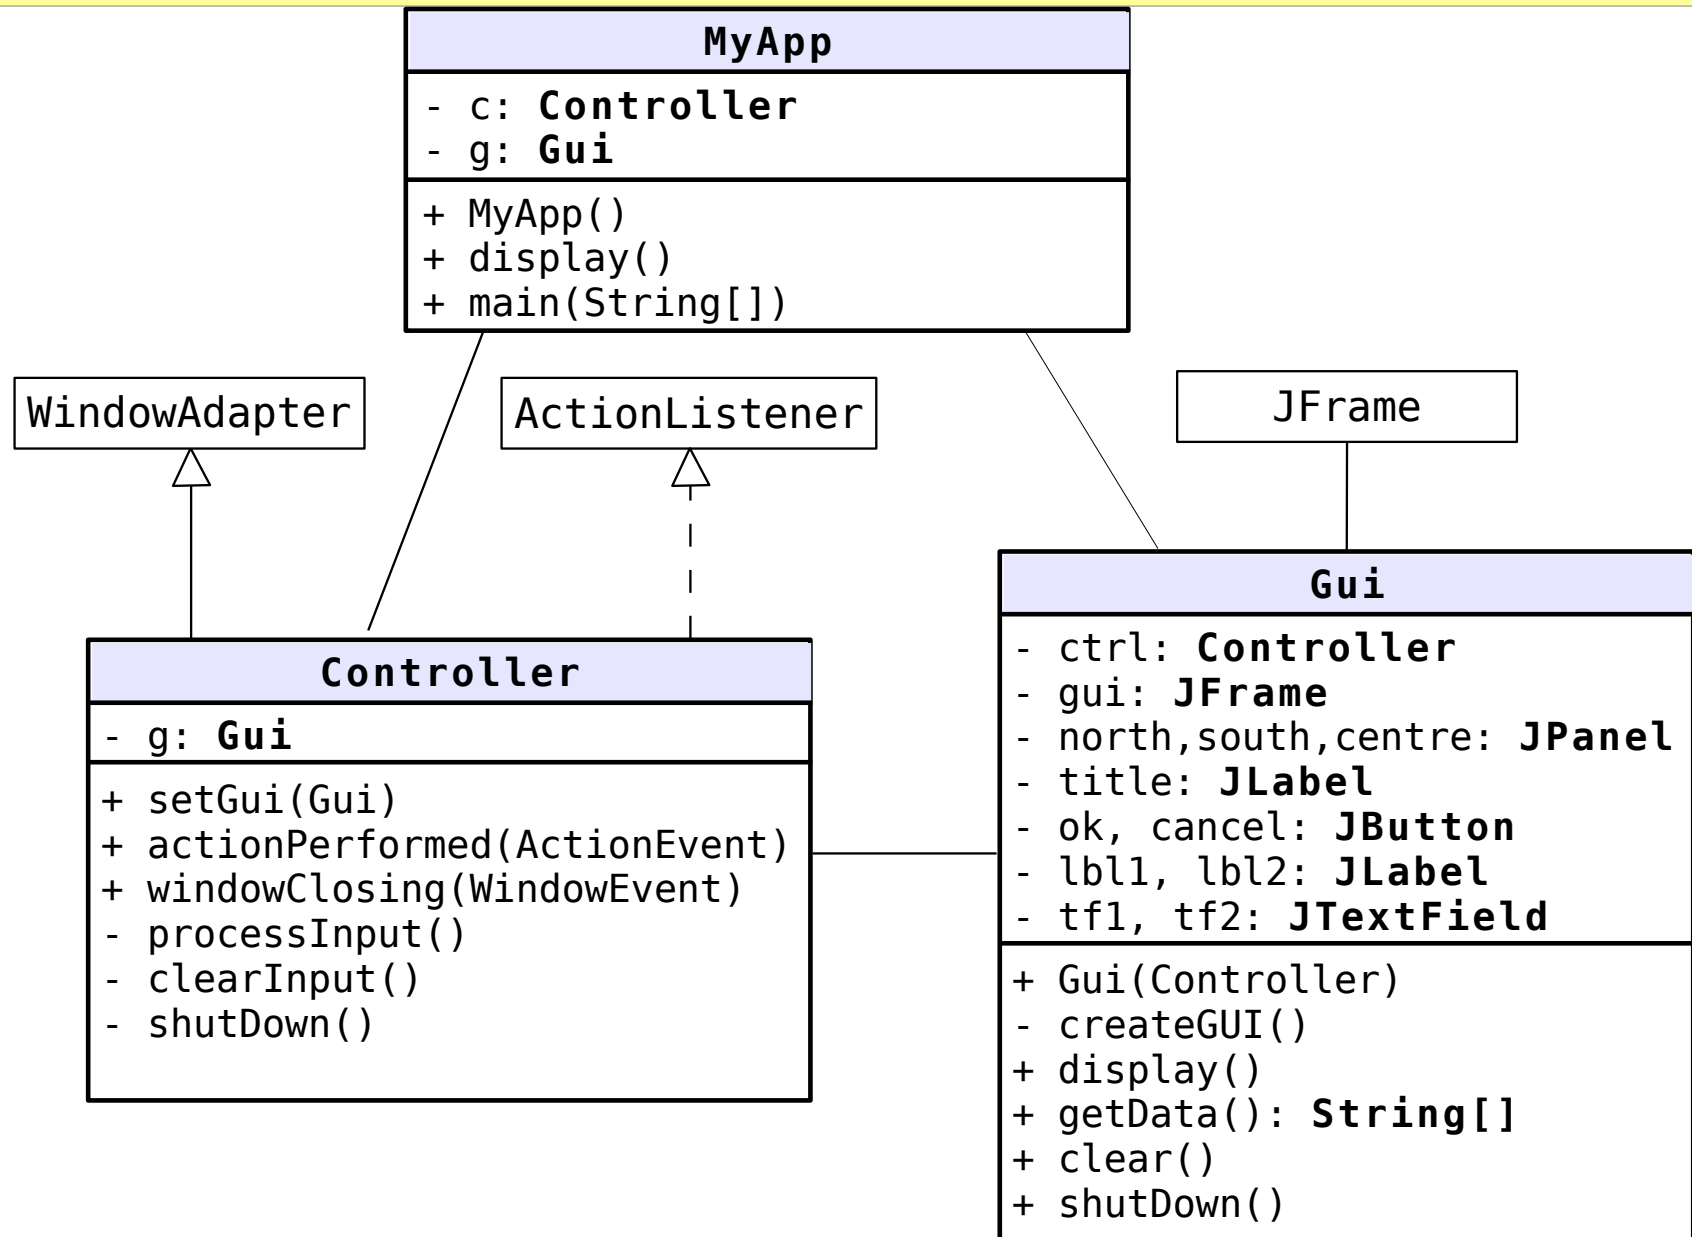 MyApp
- c: Controller
- g: Gui
+ MyApp()
+ display()
+ main(String[])
WindowAdapter
ActionListener
JFrame
Controller
- g: Gui
+ setGui(Gui)
+ actionPerformed(ActionEvent)
+ windowClosing(WindowEvent)
- processInput()
- clearInput()
- shutDown()
Gui
- ctrl: Controller
- gui: JFrame
- north,south,centre: JPanel
- title: JLabel
- ok, cancel: JButton
- lbl1, lbl2: JLabel
- tf1, tf2: JTextField
+ Gui(Controller)
- createGUI()
+ display()
+ getData(): String[]
+ clear()
+ shutDown()